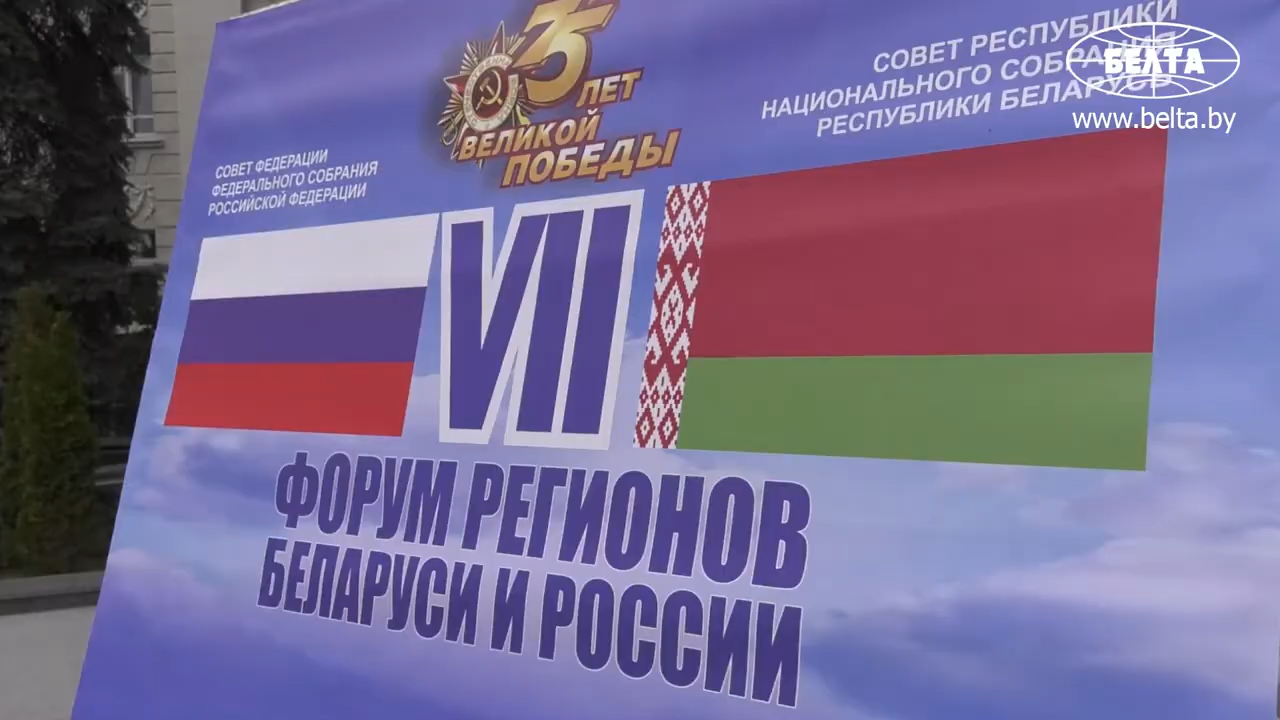 75
ЛЕТ
ВЕЛИКОЙ
ПОБЕДЫ
СОВЕТ РЕСПУБЛИКИ
НАЦИОНАЛЬНОГО СОБРАНИЯ
РЕСПУБЛИКИ БЕЛАРУСЬ
БЕЛТА
www.belta.by
СОВЕТ ФЕДЕРАЦИИ
ФЕДЕРАЛЬНОГО СОБРАНИЯ
РОССИЙСКОЙ ФЕДЕРАЦИИ
VII
ФОРУМ РЕГИОНОВ
БЕЛАРУСИ И РОССИИ